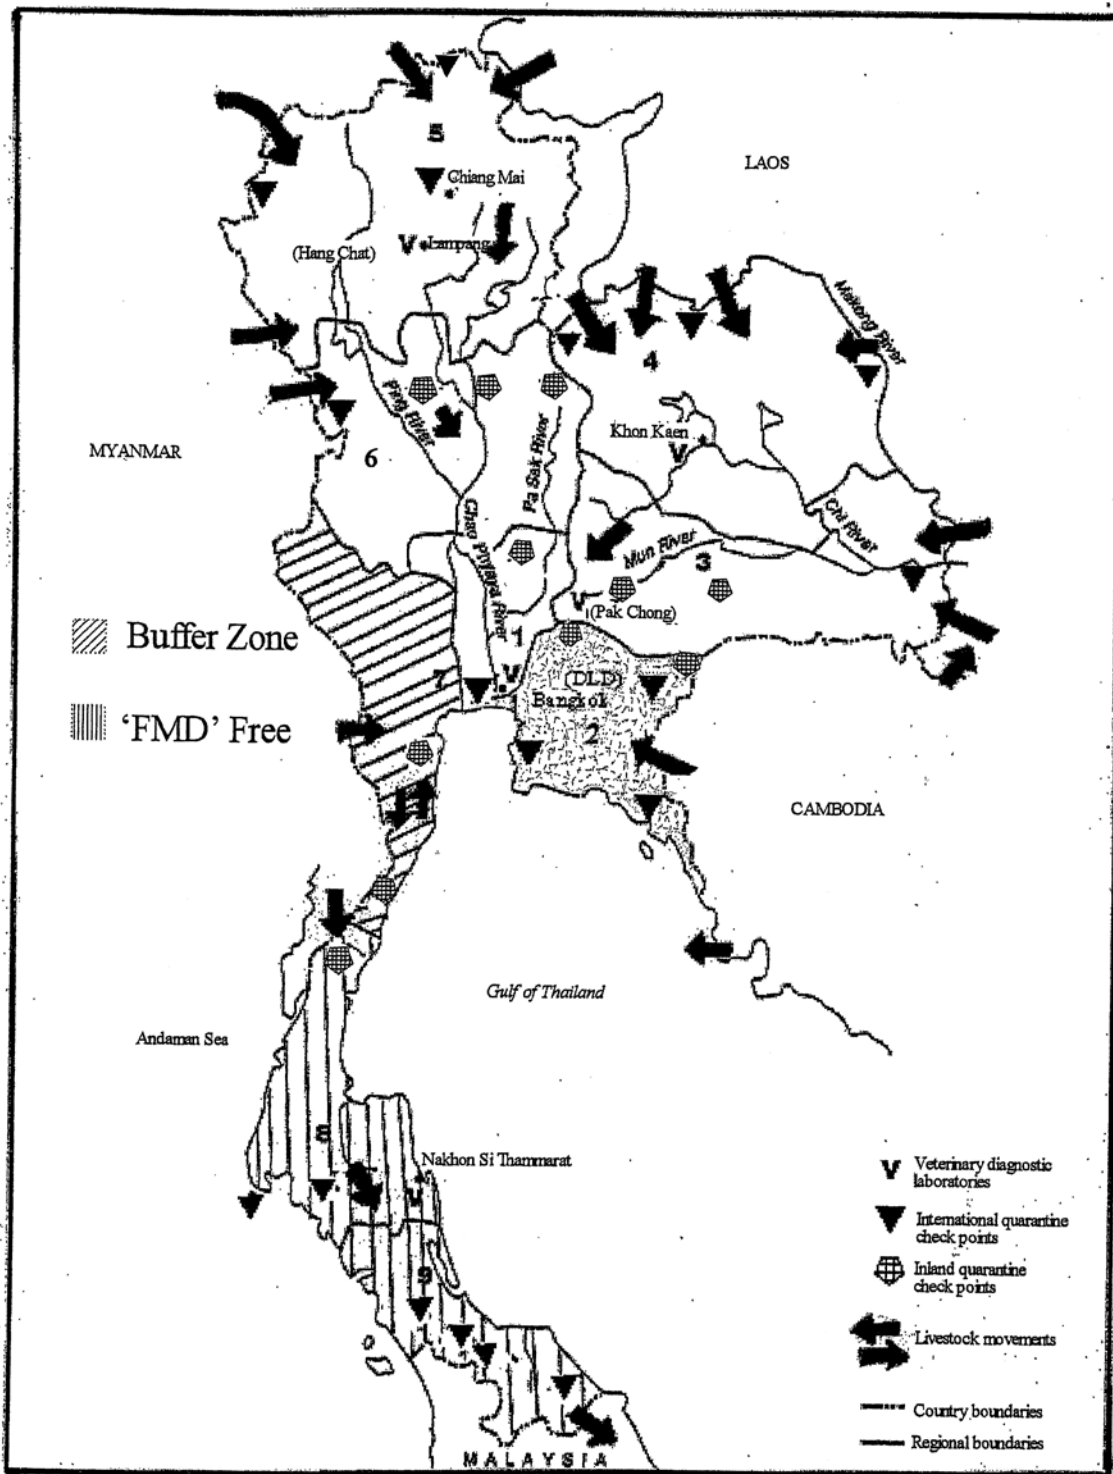 5
LAOS
Chiang Mai
V
Lampang
(Hang Chat)
Mekong River
4
Ping River
Khon Kaen
V
MYANMAR
Pa Sak River
6
Chi River
Chao Phyara River
Mun River
3
V
(Pak Chong)
Buffer Zone
1
7
V
(DLD)
Bangkok
'FMD' Free
2
CAMBODIA
Gulf of Thailand
Andaman Sea
8
Nakhon Si Thammarat
V
9
V Veterinary diagnostic
laboratories
International quarantine
check points
Inland quarantine
check points
Livestock movements
Country boundaries
Regional boundaries
MALAYSIA